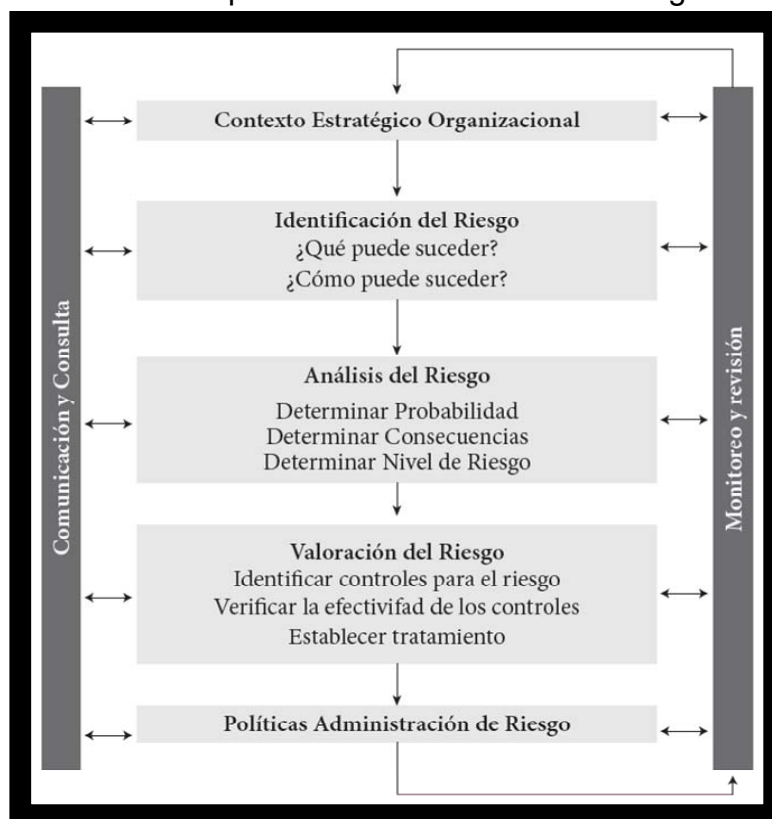 Contexto Estratégico Organizacional
Identificación del Riesgo
¿Qué puede suceder?
¿Cómo puede suceder?
Análisis del Riesgo
Determinar Probabilidad
Determinar Consecuencias
Determinar Nivel de Riesgo
Valoración del Riesgo
Identificar controles para el riesgo
Verificar la efectivifad de los controles
Establecer tratamiento
Políticas Administración de Riesgo
Comunicación y Consulta
Monitoreo y revisión